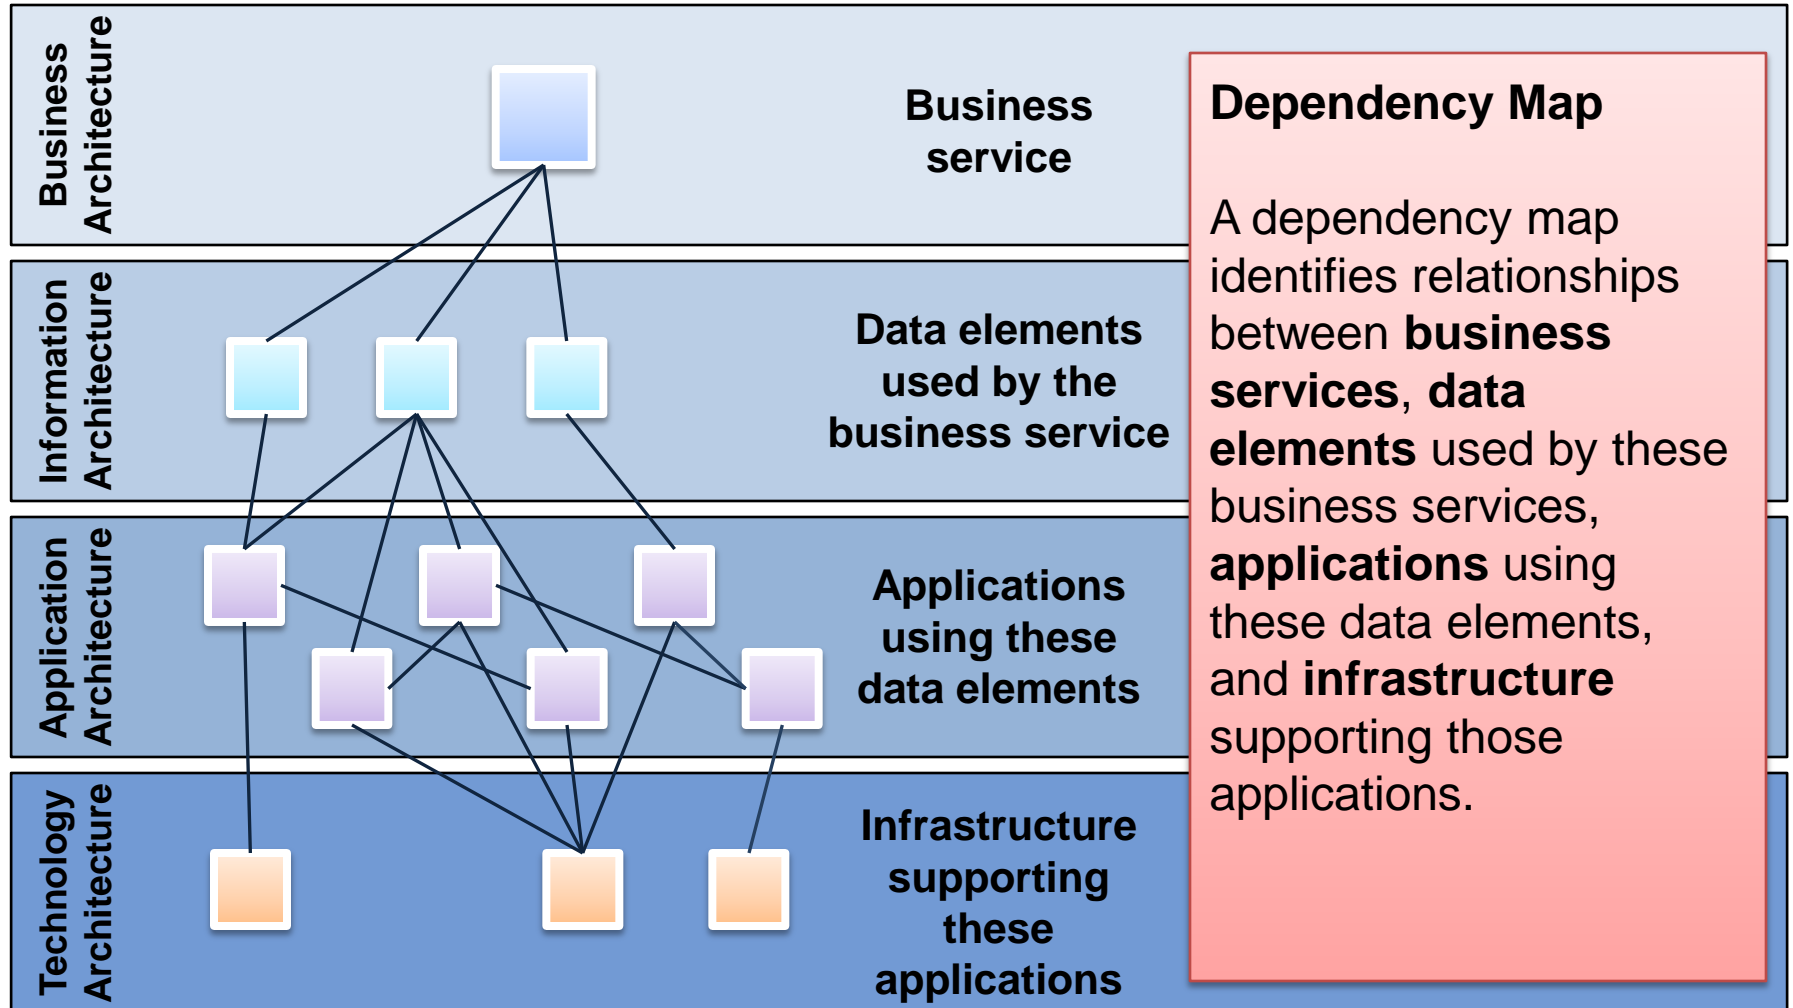 Business
Architecture
Business
service
Information
Architecture
Data elements
used by the
business service
Application
Architecture
Applications
using these
data elements
Technology
Architecture
Infrastructure
supporting
these
applications
Dependency Map
A dependency map
identifies relationships
between business
services, data
elements used by these
business services,
applications using
these data elements,
and infrastructure
supporting those
applications.